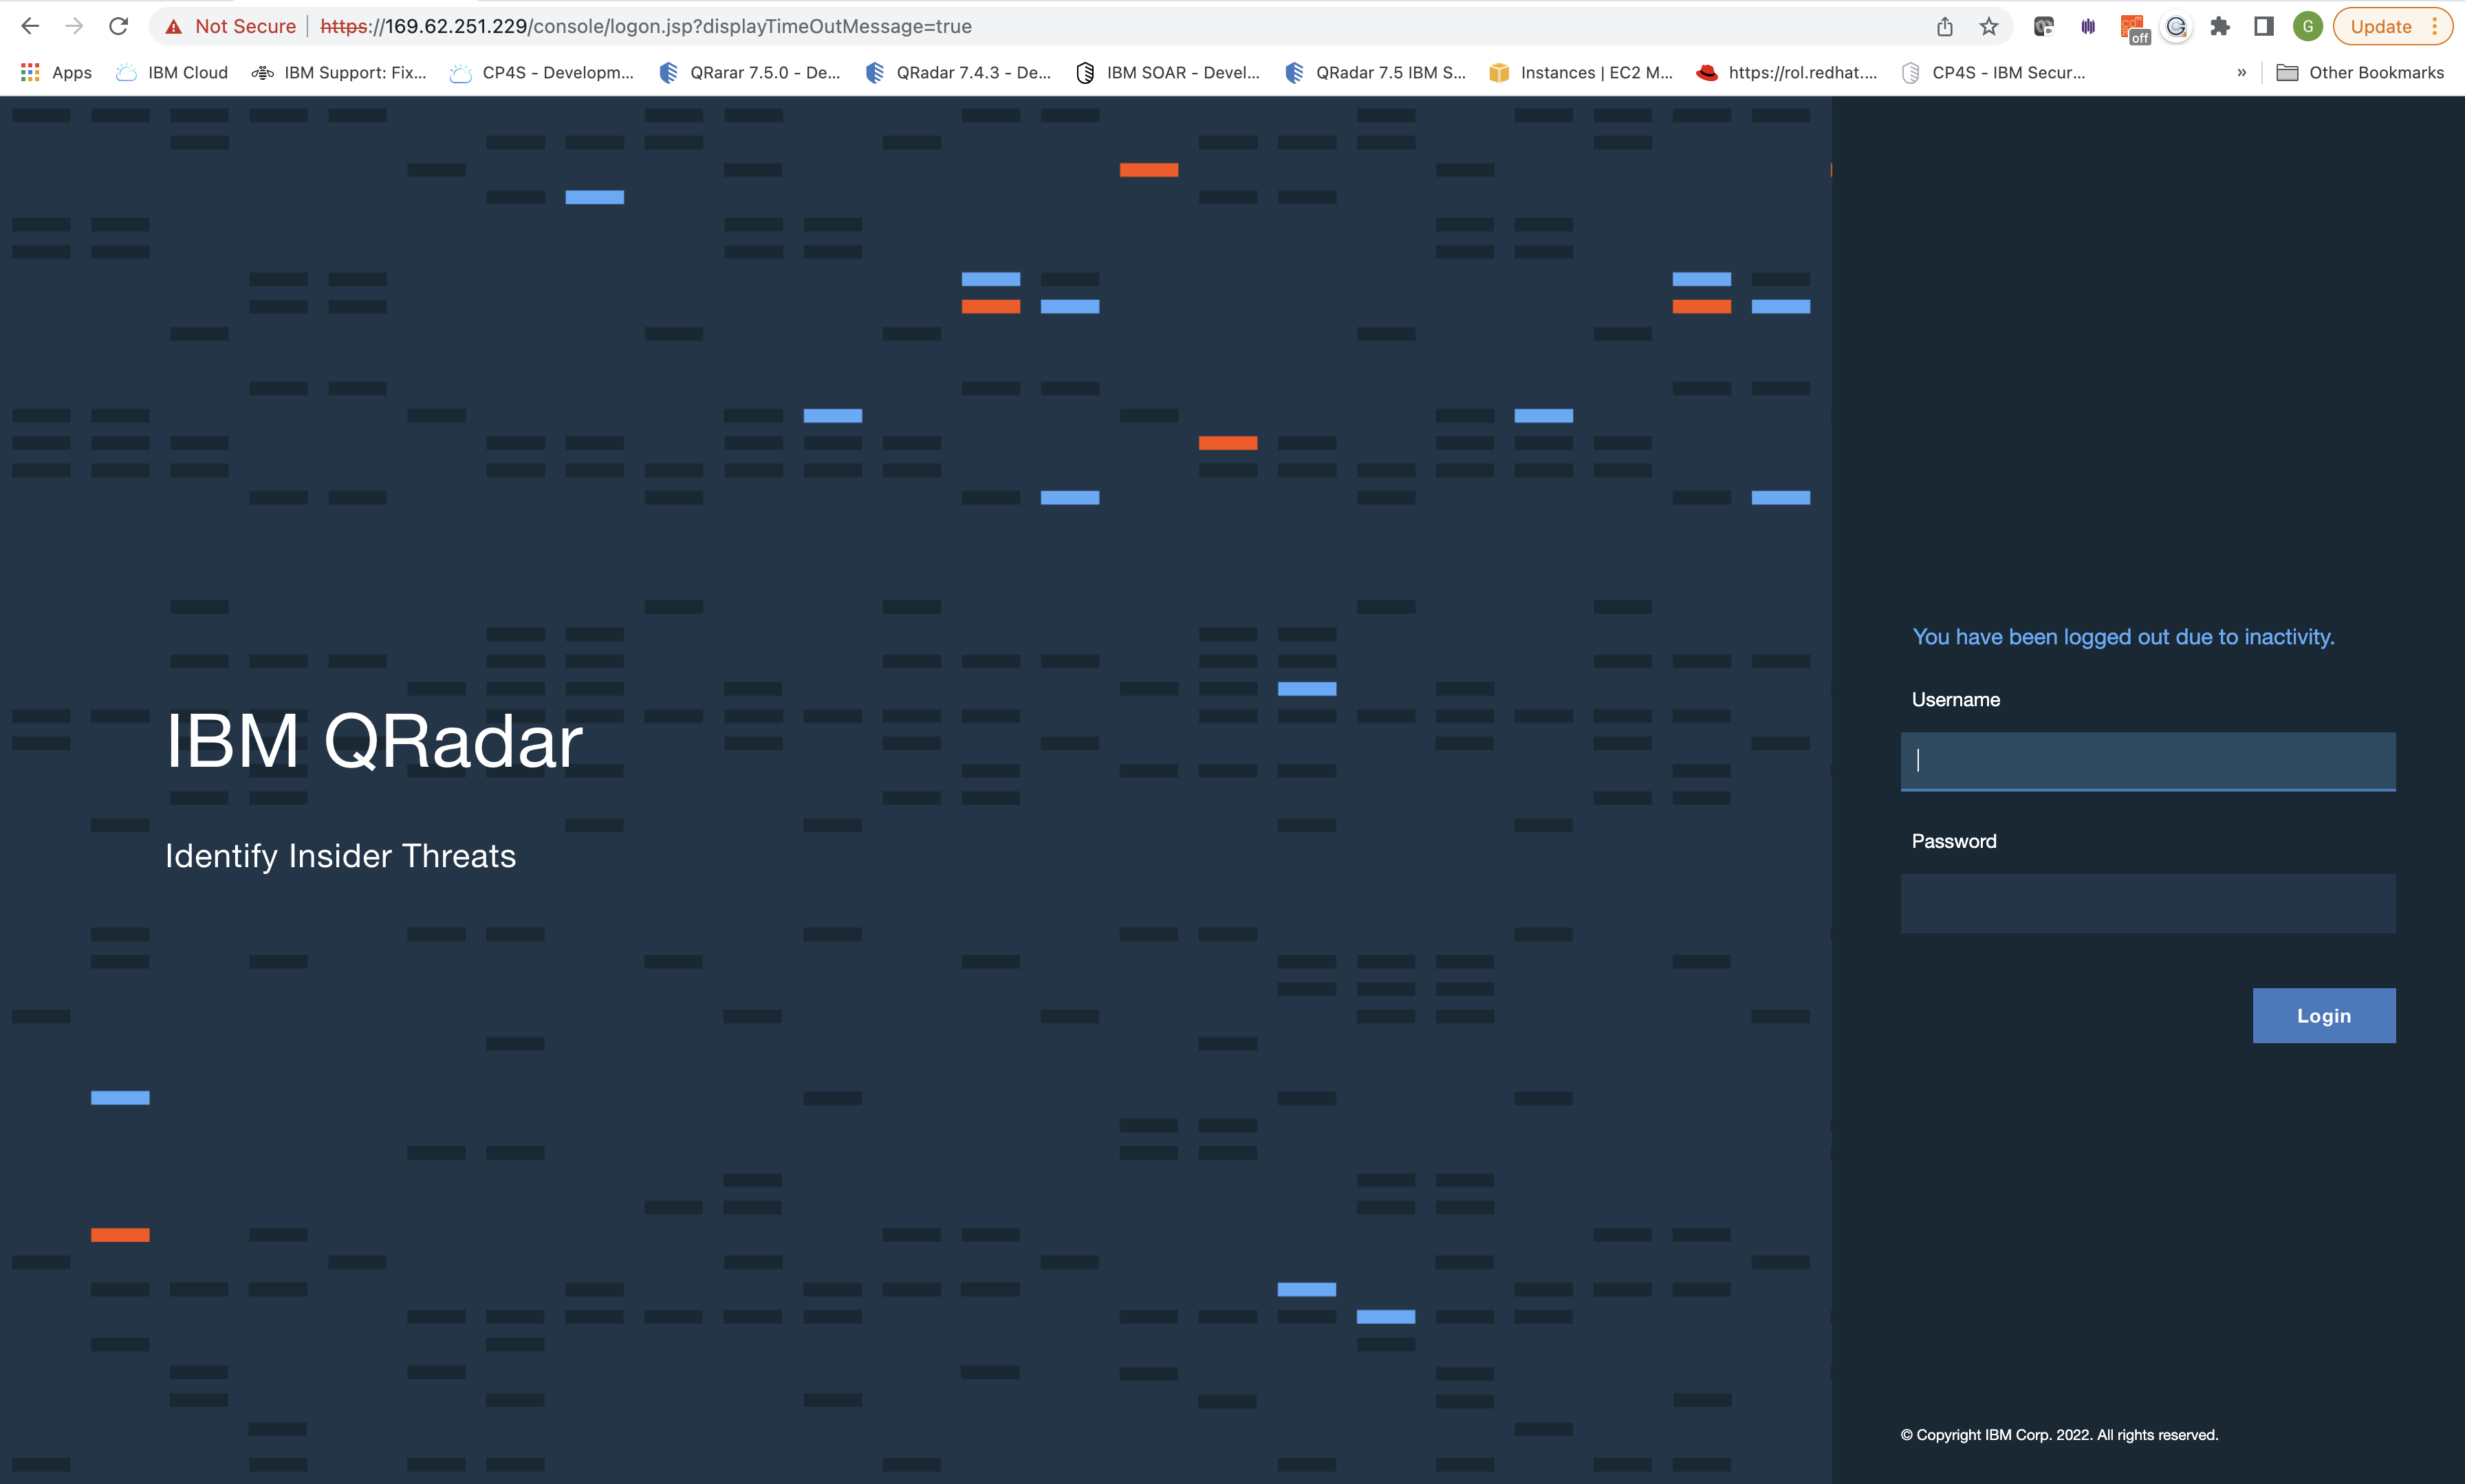 Not Secure https://169.62.251.229/console/logon.jsp?displayTimeOutMessage=true off G Update
Apps IBM Cloud IBM Support: Fix... CP4S - Developm... QRarar 7.5.0 - De... QRadar 7.4.3 - De... IBM SOAR - Devel... QRadar 7.5 IBM S... Instances | EC2 M... https://rol.redhat.... CP4S - IBM Secur... » Other Bookmarks
IBM QRadar
Identify Insider Threats
You have been logged out due to inactivity.
Username
Password
Login
© Copyright IBM Corp. 2022. All rights reserved.